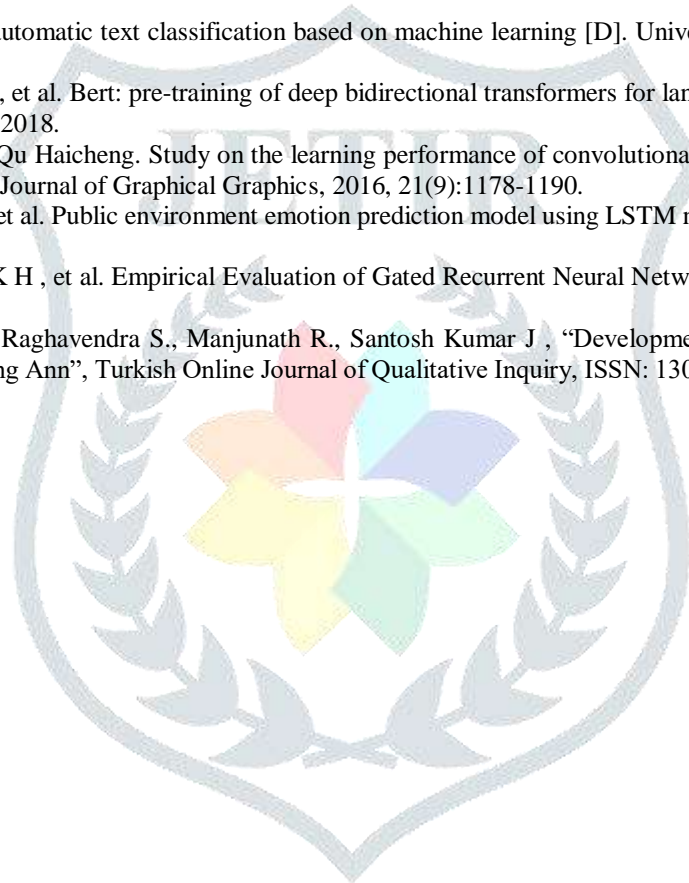 automatic text classification based on machine learning [D]. Unive
, et al. Bert: pre-training of deep bidirectional transformers for lan
2018.
Qu Haicheng. Study on the learning performance of convolutiona
Journal of Graphical Graphics, 2016, 21(9):1178-1190.
et al. Public environment emotion prediction model using LSTM
K H , et al. Empirical Evaluation of Gated Recurrent Neural Netw
Raghavendra S., Manjunath R., Santosh Kumar J , “Developme
ng Ann”, Turkish Online Journal of Qualitative Inquiry, ISSN: 130
JETIR